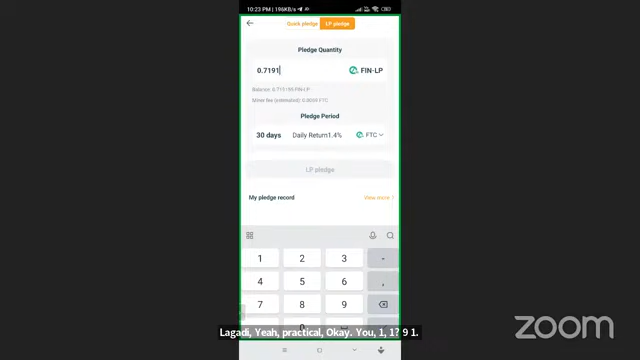 10:23 PM | 196KB/s
Quick pledge LP pledge
Pledge Quantity
0.7191 FIN-LP
Pledge Period
30 days Daily Return1.4% FTC
LP pledge
My pledge record View more >
1 2 3 -
4 5 6 ,
7 8 9
Lagadi, Yeah, practical, Okay. You, 1, 1? 9 1.
zoom